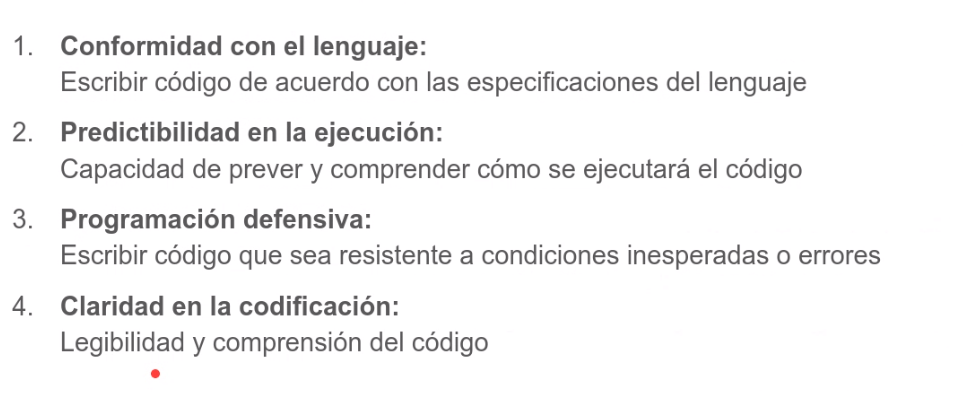 1. Conformidad con el lenguaje:
Escribir código de acuerdo con las especificaciones del lenguaje
2. Predictibilidad en la ejecución:
Capacidad de prever y comprender cómo se ejecutará el código
3. Programación defensiva:
Escribir código que sea resistente a condiciones inesperadas o errores
4. Claridad en la codificación:
Legibilidad y comprensión del código